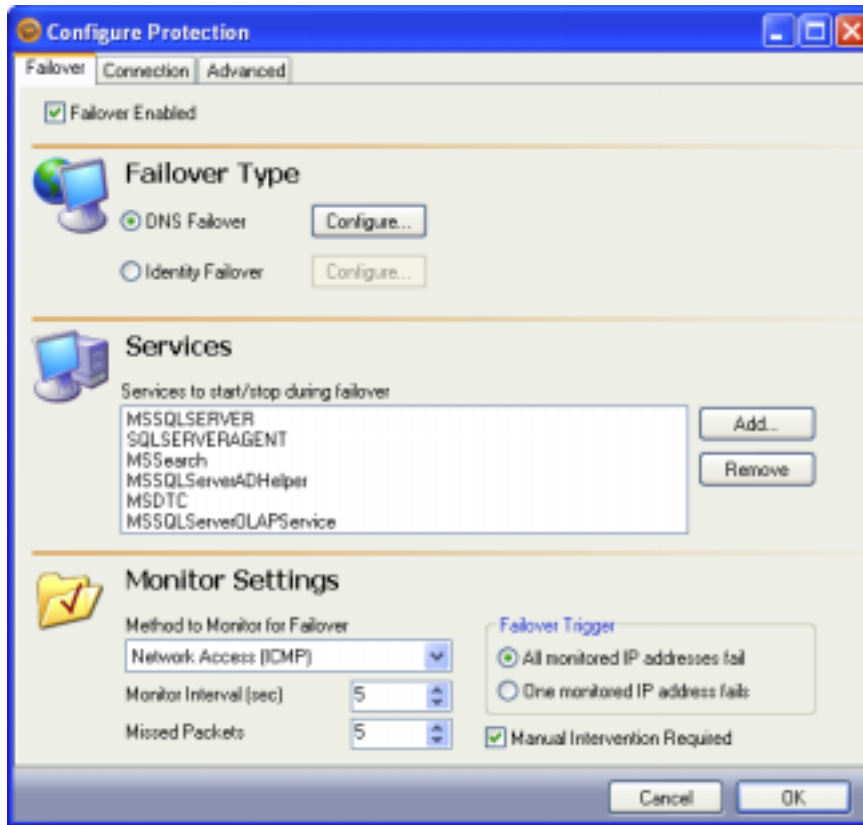 Configure Protection
Failover Connection Advanced
Failover Enabled
Failover Type
DNS Failover Configure...
Identity Failover Configure...
Services
Services to start/stop during failover
MSSQLSERVER
SQLSERVERAGENT
MSSearch
MSSQLServerADHelper
MSDTC
MSSQLServerOLAPService
Add...
Remove
Monitor Settings
Method to Monitor for Failover
Network Access (ICMP)
Monitor Interval (sec) 5
Missed Packets 5
Failover Trigger
All monitored IP addresses fail
One monitored IP address fails
Manual Intervention Required
Cancel OK